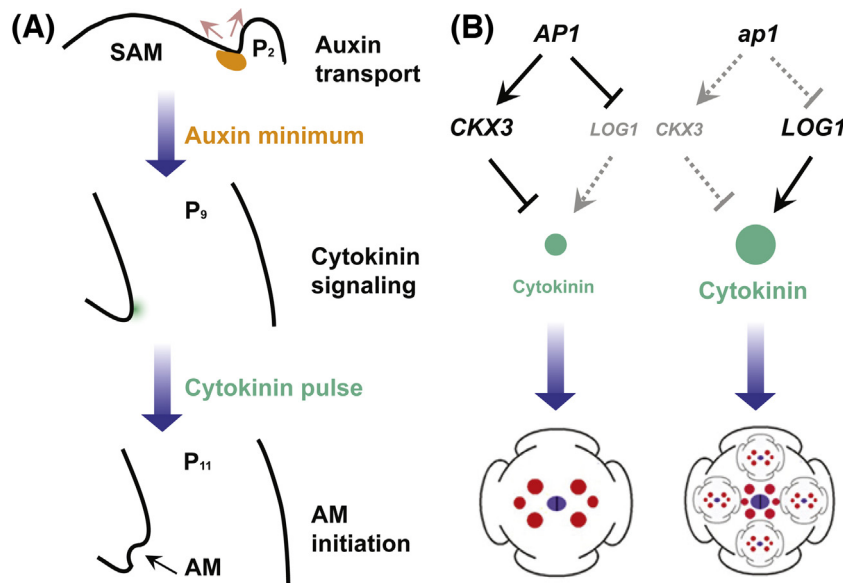 (A)
SAM
P2
Auxin
transport
Auxin minimum
P9
Cytokinin
signaling
Cytokinin pulse
P11
AM
AM
initiation
(B)
AP1
ap1
CKX3
LOG1
CKX3
LOG1
Cytokinin
Cytokinin